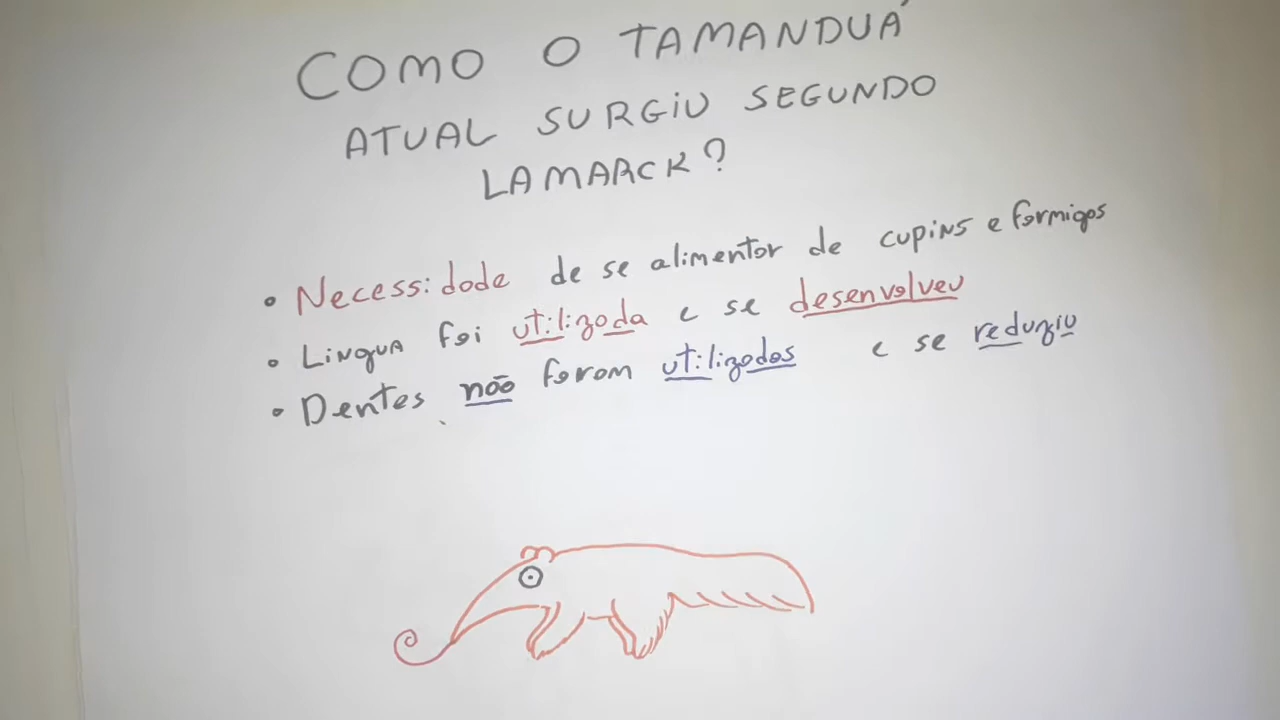 COMO O TAMANDUÁ
ATUAL SURGIU SEGUNDO
LAMARCK?
• Necessidade de se alimentar de cupins e formigas
• Lingua foi utilizada e se desenvolveu
• Dentes não foram utilizados e se reduziu